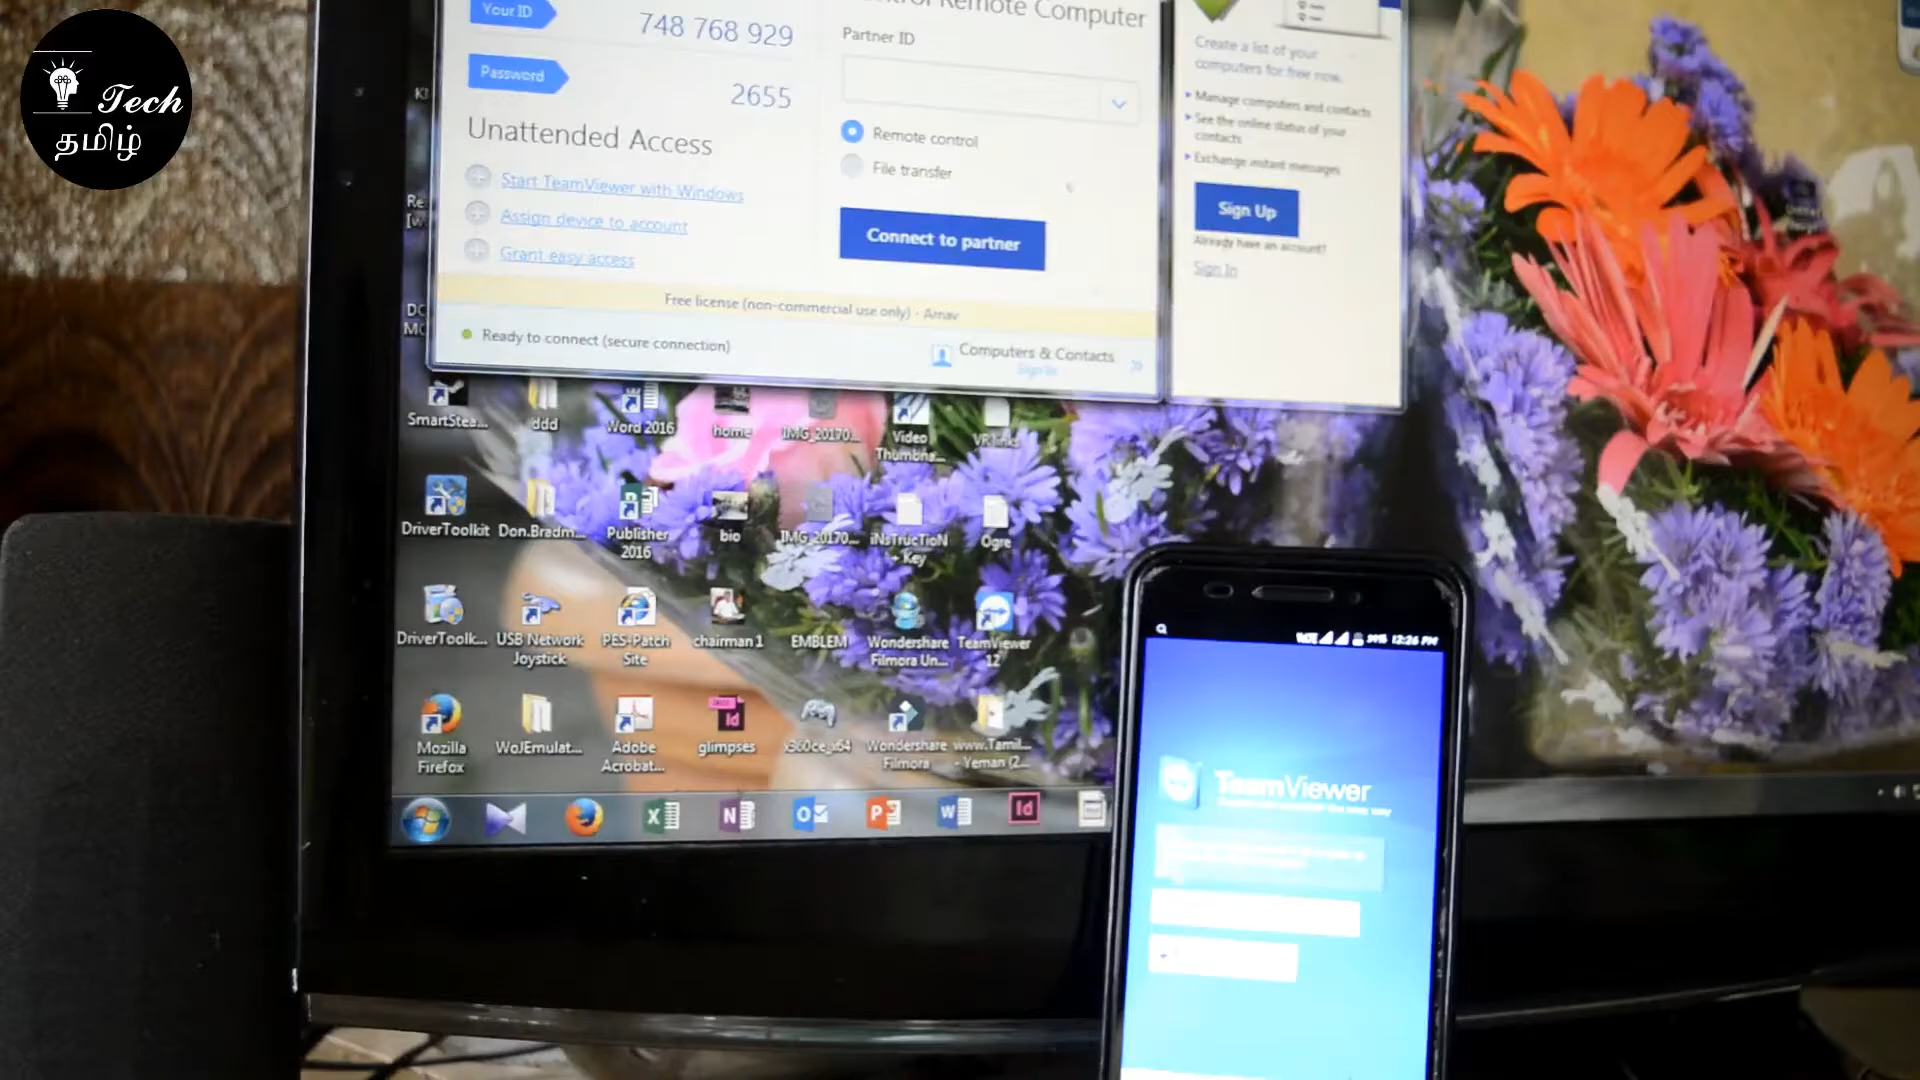 Tech
தமிழ்
Your ID
748 768 929
Password
2655
Unattended Access
Start TeamViewer with Windows
Assign device to account
Grant easy access
Remote Computer
Partner ID
Remote control
File transfer
Connect to partner
Free license (non-commercial use only) - Arnav
Ready to connect (secure connection)
Computers & Contacts
Sign In
Create a list of your
computers for free now.
Manage computers and contacts
See the online status of your
contacts
Exchange instant messages
Sign Up
Already have an account?
Sign In
SmartStea...
ddd
Word 2016
home
IMG_20170...
Video
Thumbna...
VR links
DriverToolkit
Don.Bradm...
Publisher
2016
bio
IMG_20170...
iNsTrucTioN
+ Key
Ogre
DriverToolk...
USB Network
Joystick
PES-Patch
Site
chairman 1
EMBLEM
Wondershare
Filmora Un...
TeamViewer
12
Mozilla
Firefox
WoJEmulat...
Adobe
Acrobat...
glimpses
x360ce_x64
Wondershare
Filmora
www.Tamil...
- Yeman (2...
Id
12:26 PM
TeamViewer